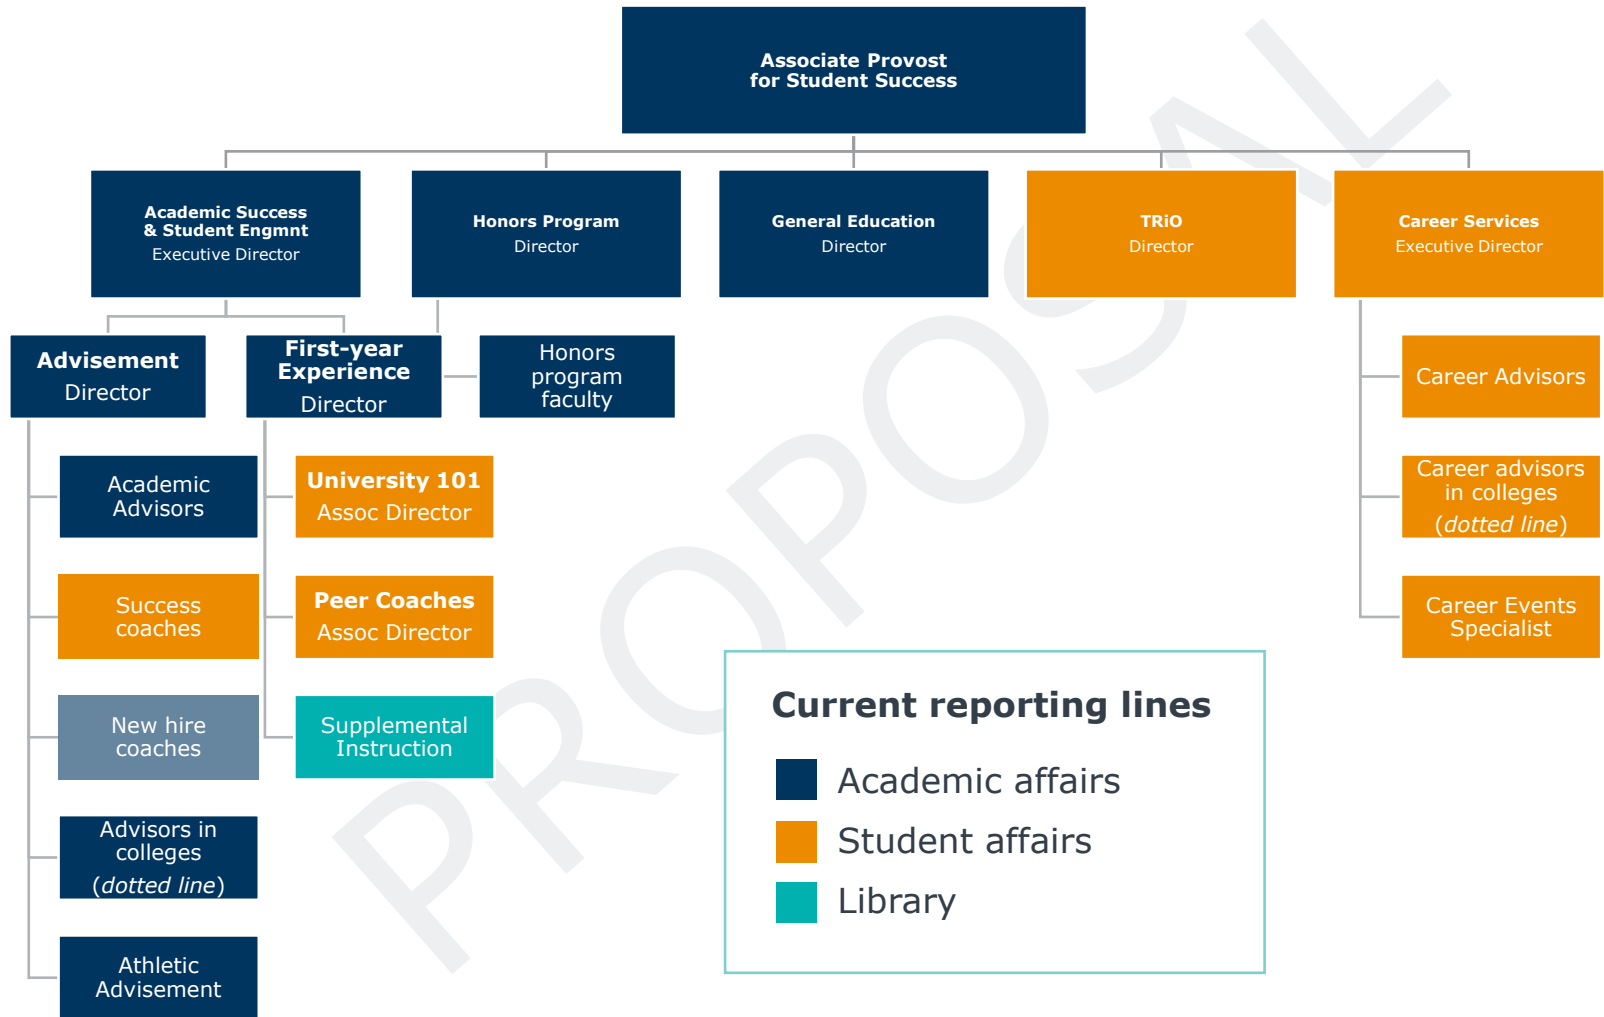 Associate Provost
for Student Success
Academic Success
& Student Engmnt
Executive Director
Honors Program
Director
General Education
Director
TRiO
Director
Career Services
Executive Director
Advisement
Director
First-year
Experience
Director
Honors
program
faculty
Career Advisors
Academic
Advisors
University 101
Assoc Director
Career advisors
in colleges
(dotted line)
Success
coaches
Peer Coaches
Assoc Director
Career Events
Specialist
New hire
coaches
Supplemental
Instruction
Advisors in
colleges
(dotted line)
Athletic
Advisement
Current reporting lines
Academic affairs
Student affairs
Library
PROPOSAL